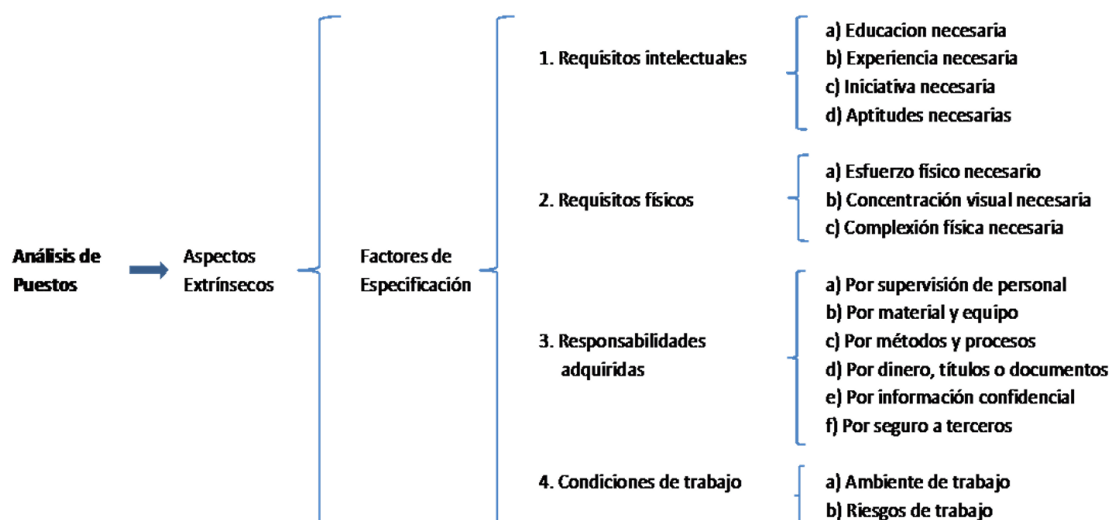 Análisis de
Puestos
Aspectos
Extrínsecos
Factores de
Especificación
1. Requisitos intelectuales
a) Educacion necesaria
b) Experiencia necesaria
c) Iniciativa necesaria
d) Aptitudes necesarias
2. Requisitos físicos
a) Esfuerzo físico necesario
b) Concentración visual necesaria
c) Complexión física necesaria
3. Responsabilidades
adquiridas
a) Por supervisión de personal
b) Por material y equipo
c) Por métodos y procesos
d) Por dinero, títulos o documentos
e) Por información confidencial
f) Por seguro a terceros
4. Condiciones de trabajo
a) Ambiente de trabajo
b) Riesgos de trabajo